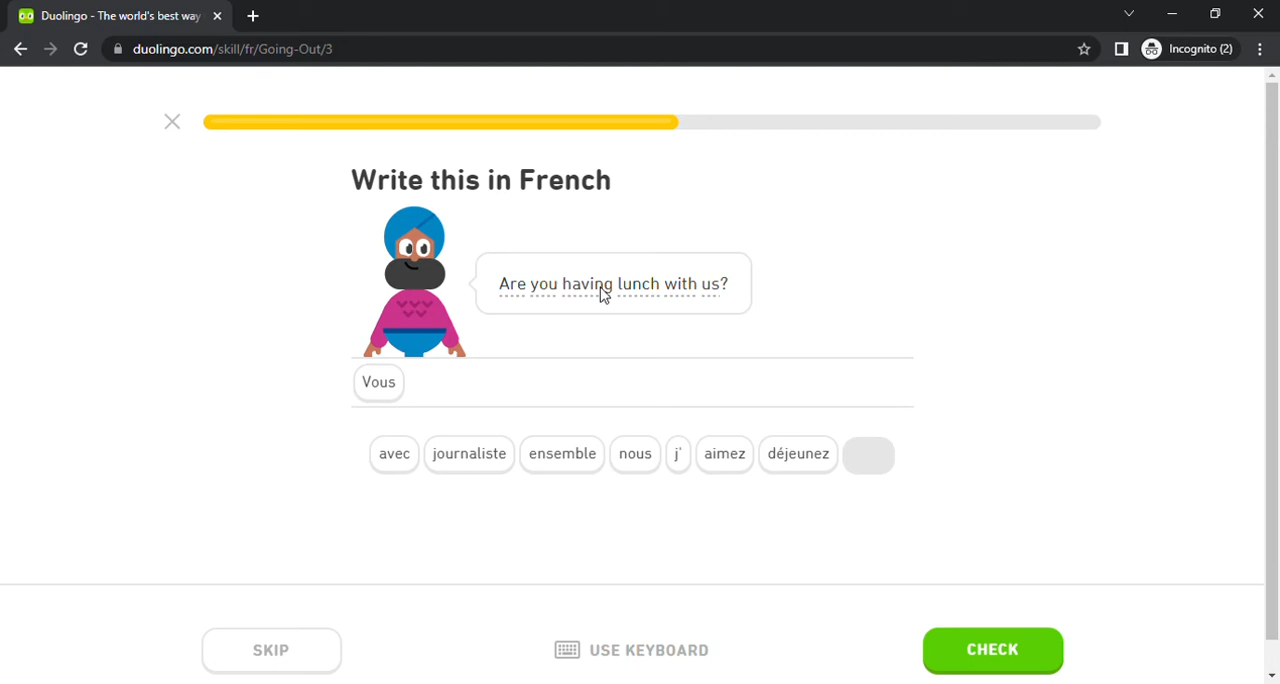 Duolingo - The world's best way
duolingo.com/skill/fr/Going-Out/3
Incognito (2)
Write this in French
Are you having lunch with us?
Vous
avec journaliste ensemble nous j' aimez déjeunez
SKIP USE KEYBOARD CHECK